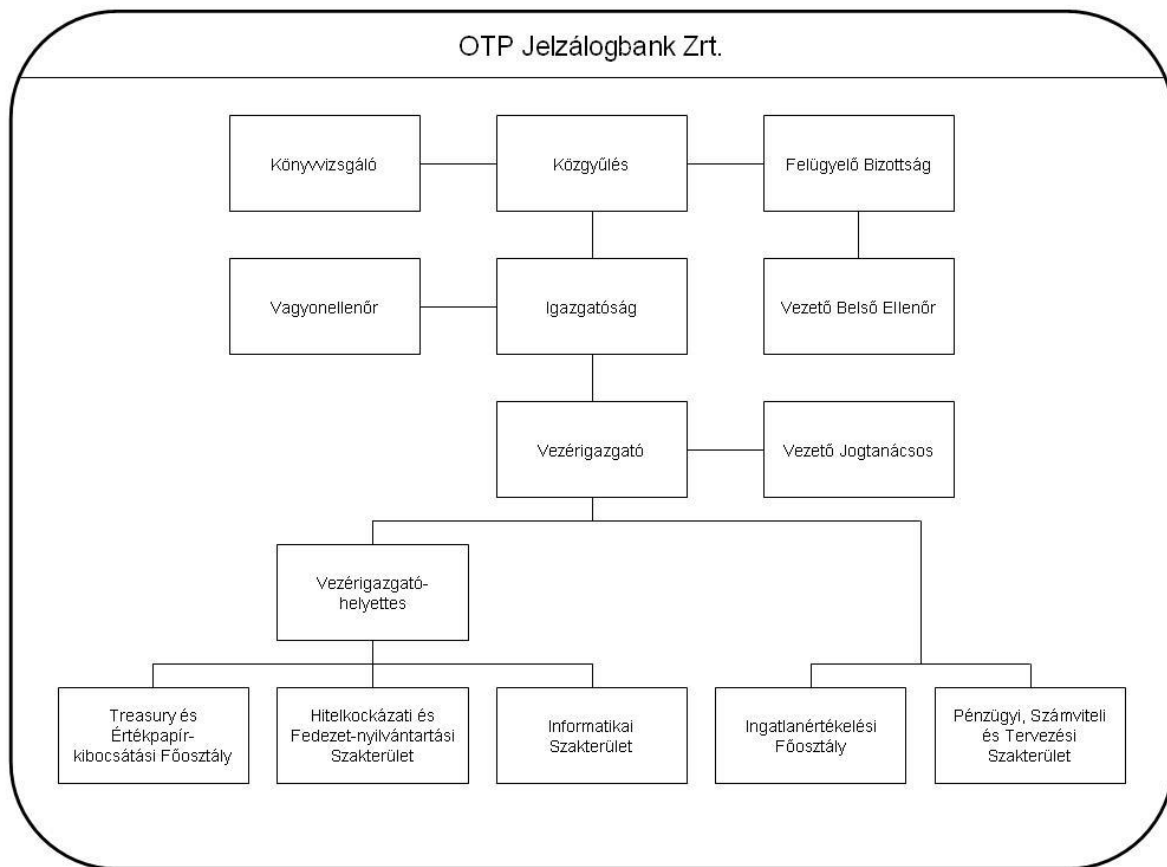 OTP Jelzálogbank Zrt.
Könyvvizsgáló
Közgyűlés
Felügyelő Bizottság
Vagyonellenőr
Igazgatóság
Vezető Belső Ellenőr
Vezérigazgató
Vezető Jogtanácsos
Vezérigazgató-
helyettes
Treasury és
Értékpapír-
kibocsátási Főosztály
Hitelkockázati és
Fedezet-nyilvántartási
Szakterület
Informatikai
Szakterület
Ingatlanértékelési
Főosztály
Pénzügyi, Számviteli
és Tervezési
Szakterület